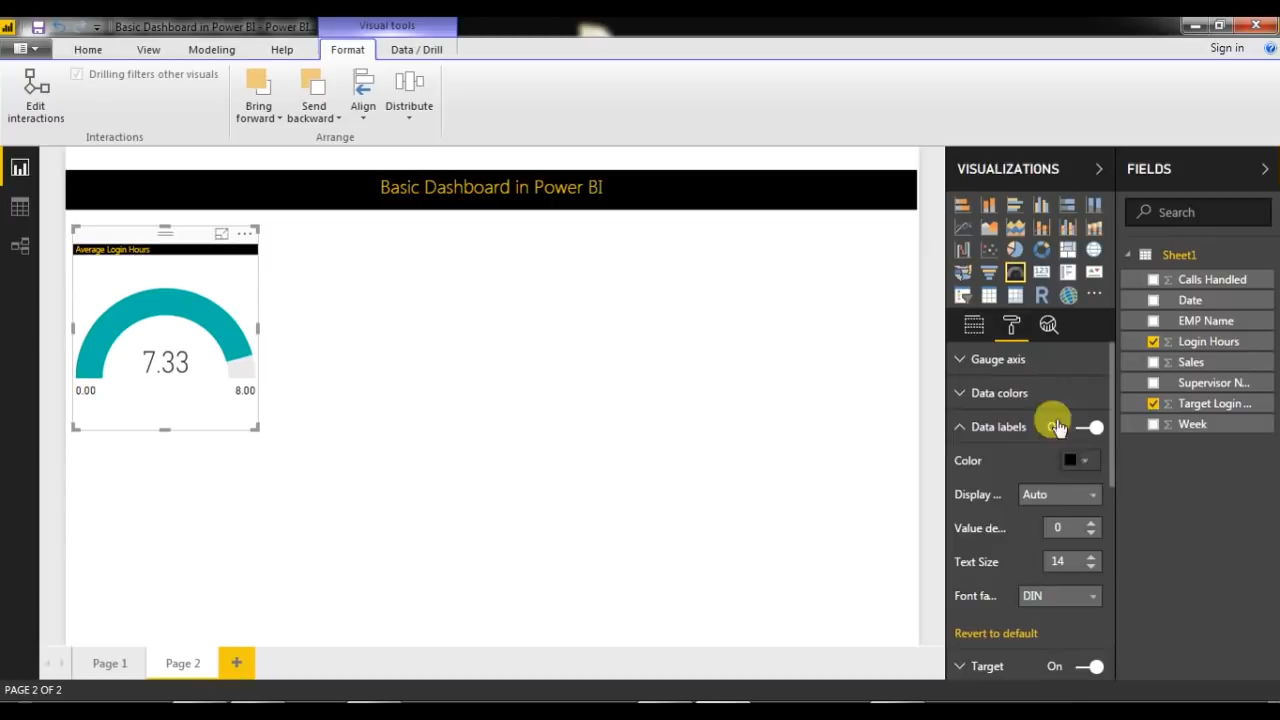 Basic Dashboard in Power BI - Power BI
Visual tools
Home
View
Modeling
Help
Format
Data / Drill
Sign in
Edit
interactions
Drilling filters other visuals
Bring
forward
Send
backward
Align
Distribute
Interactions
Arrange
Basic Dashboard in Power BI
Average Login Hours
7.33
0.00
8.00
VISUALIZATIONS
R
Gauge axis
Data colors
Data labels
Color
Display ...
Auto
Value de...
0
Text Size
14
Font fa...
DIN
Revert to default
Target
On
FIELDS
Search
Sheet1
Calls Handled
Date
EMP Name
Login Hours
Sales
Supervisor N...
Target Login ...
Week
Page 1
Page 2
PAGE 2 OF 2